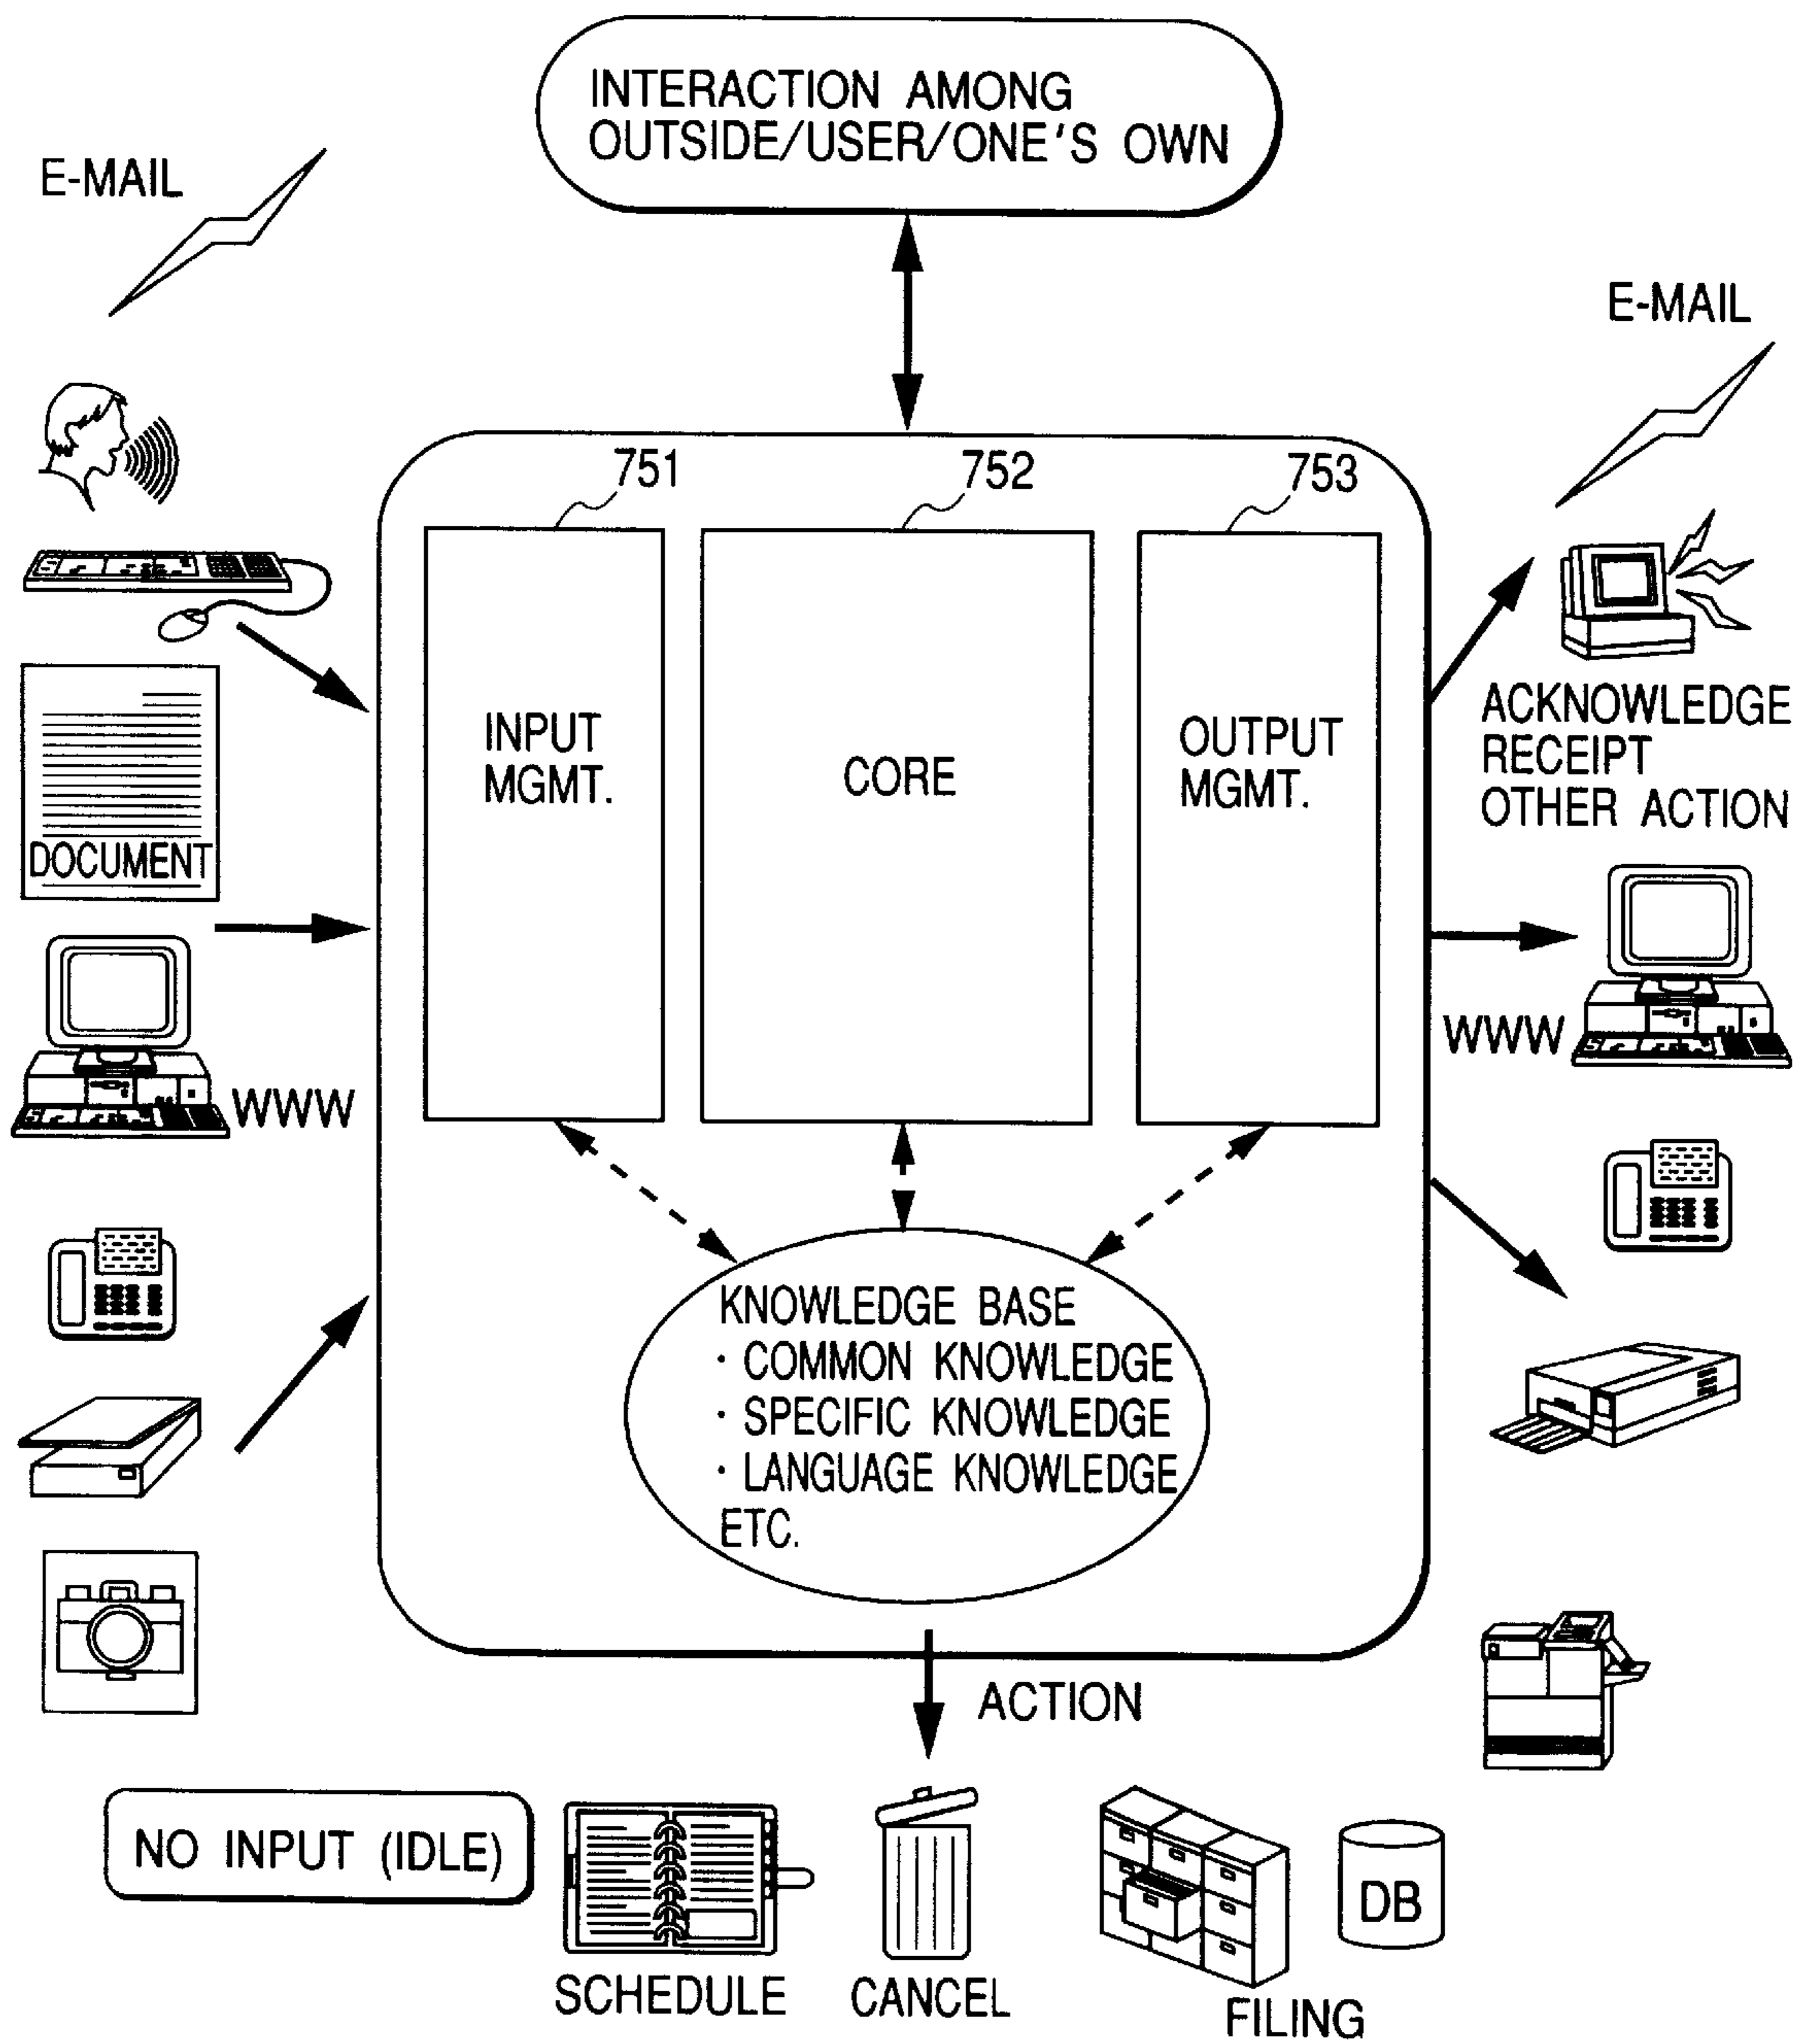 INTERACTION AMONG
OUTSIDE/USER/ONE'S OWN
E-MAIL
E-MAIL
751
752
753
INPUT
MGMT.
CORE
OUTPUT
MGMT.
ACKNOWLEDGE
RECEIPT
OTHER ACTION
DOCUMENT
WWW
WWW
KNOWLEDGE BASE
· COMMON KNOWLEDGE
· SPECIFIC KNOWLEDGE
· LANGUAGE KNOWLEDGE
ETC.
ACTION
NO INPUT (IDLE)
DB
SCHEDULE
CANCEL
FILING